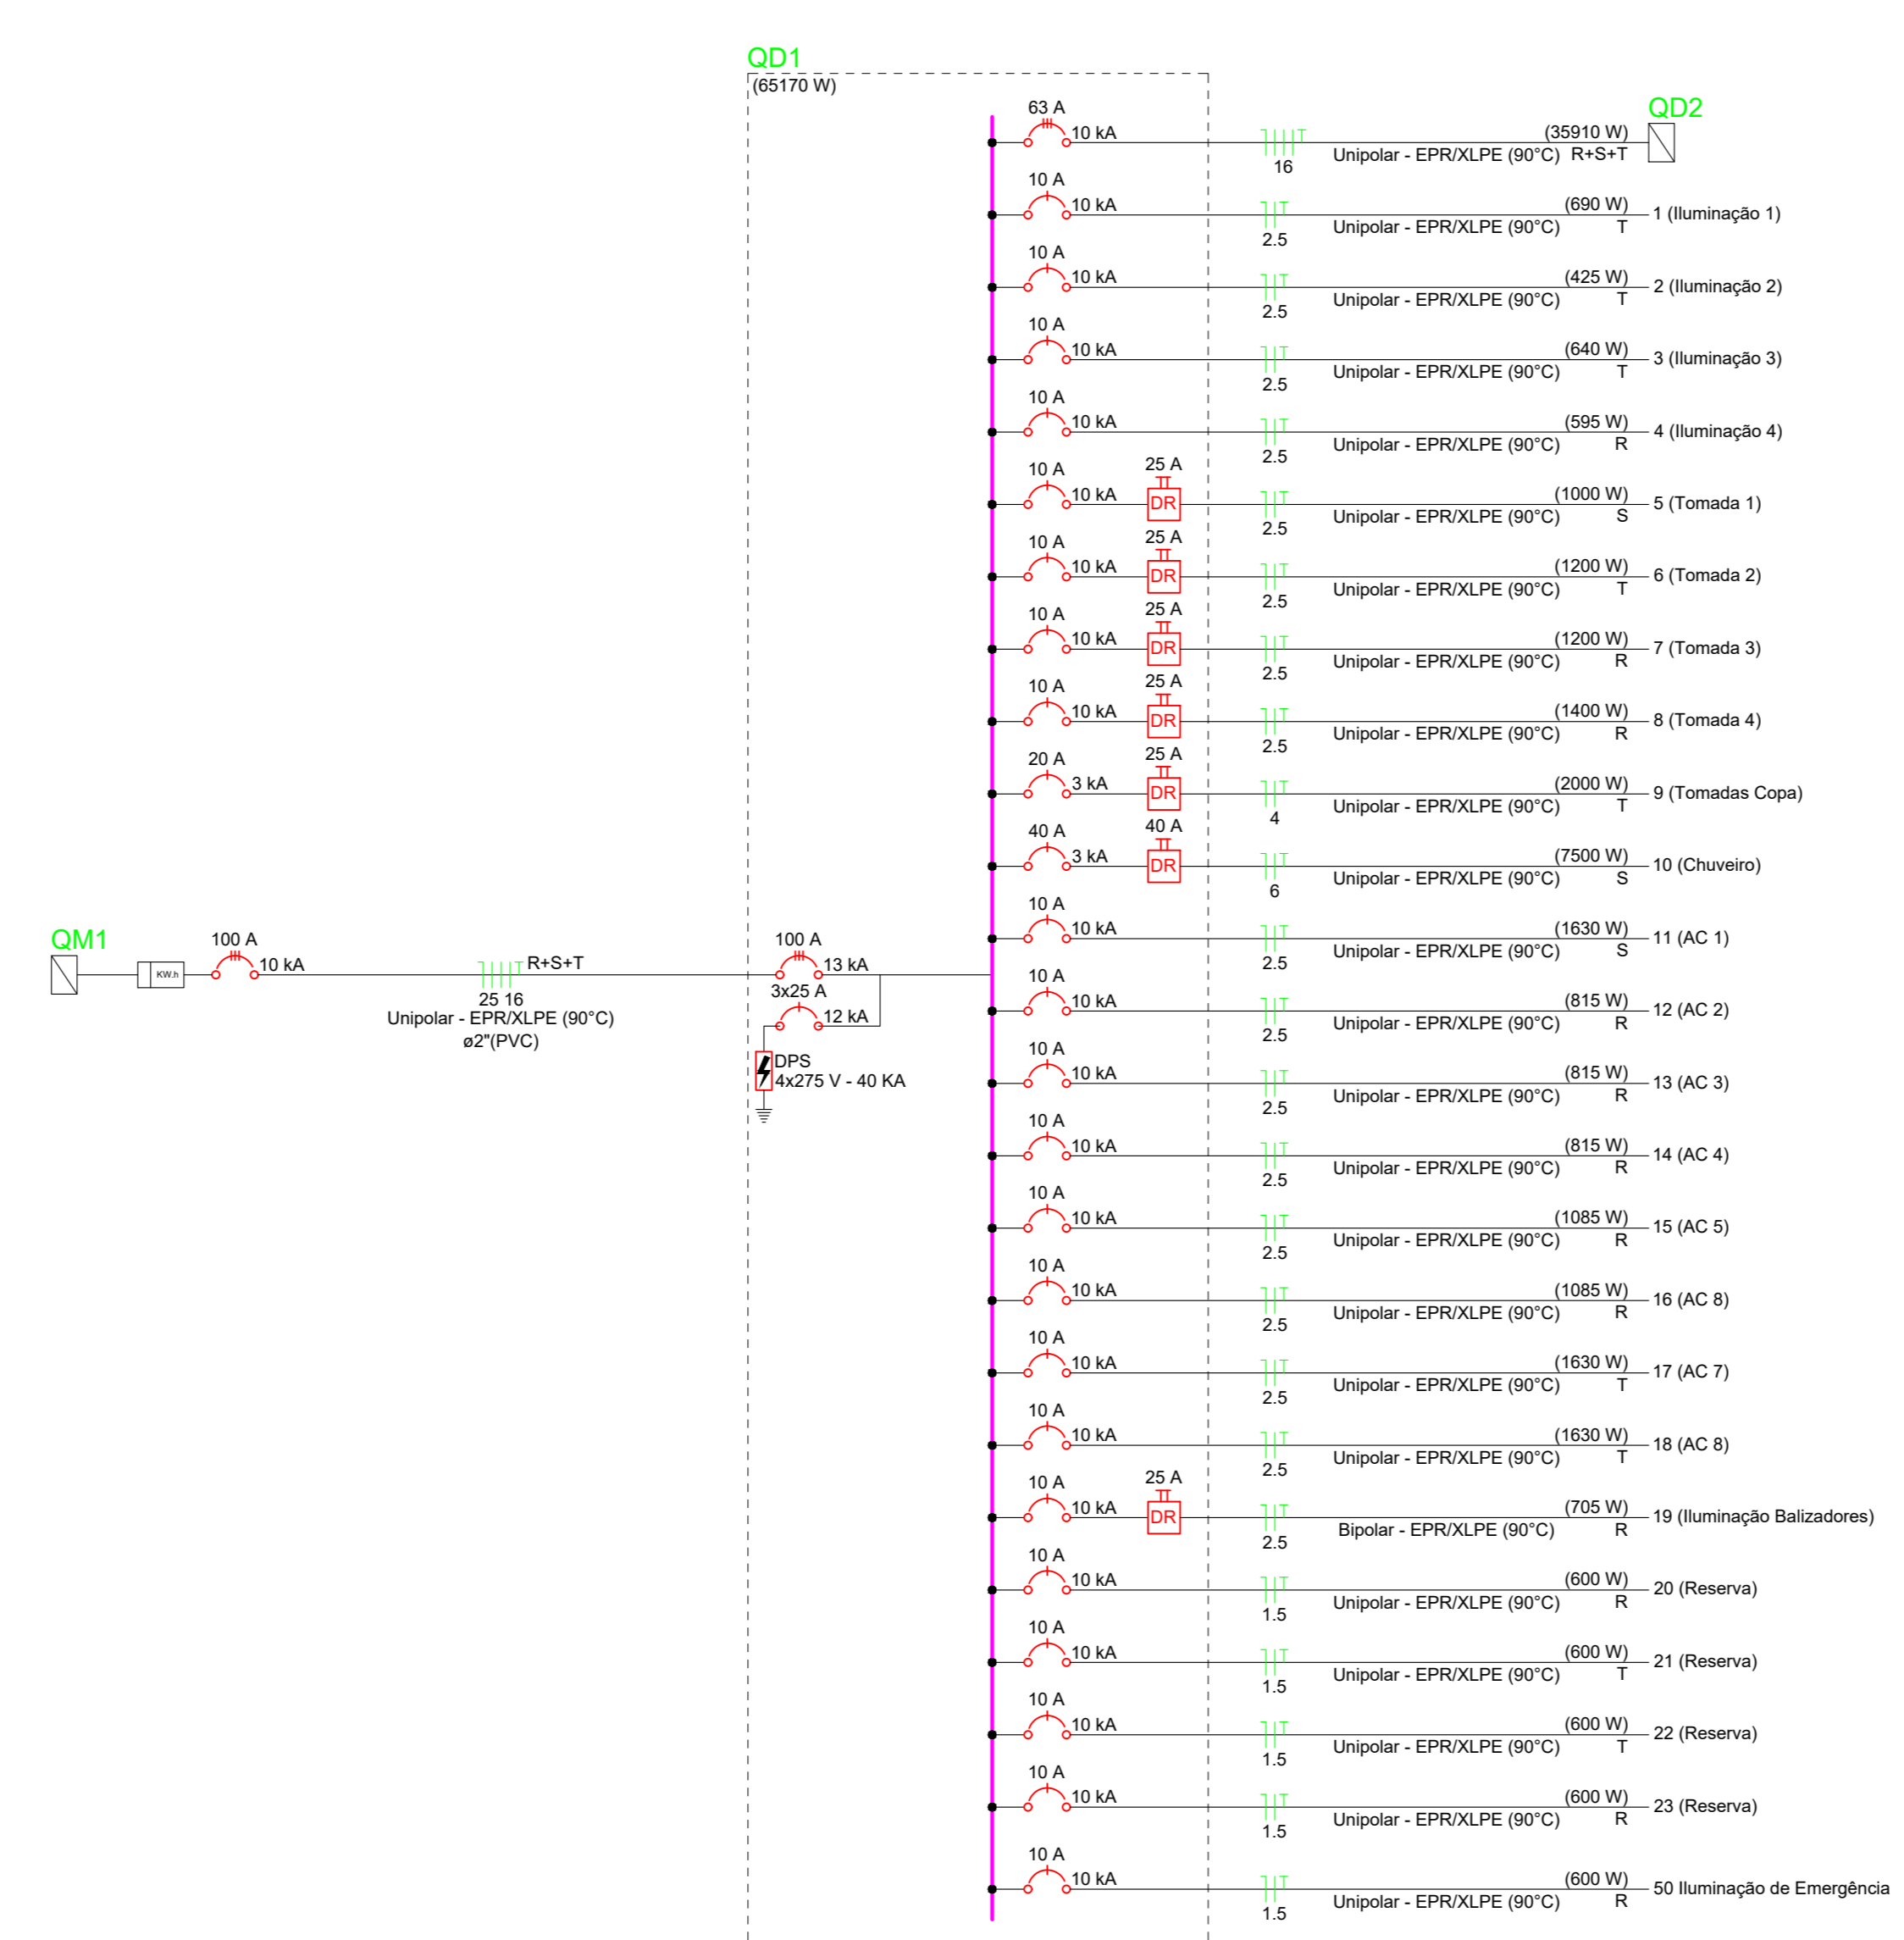 QD1
(65170 W)
63 A
10 kA
16
(35910 W)
Unipolar - EPR/XLPE (90°C) R+S+T
QD2
10 A
10 kA
2.5
(690 W)
Unipolar - EPR/XLPE (90°C) T
1 (Iluminação 1)
10 A
10 kA
2.5
(425 W)
Unipolar - EPR/XLPE (90°C) T
2 (Iluminação 2)
10 A
10 kA
2.5
(640 W)
Unipolar - EPR/XLPE (90°C) T
3 (Iluminação 3)
10 A
10 kA
2.5
(595 W)
Unipolar - EPR/XLPE (90°C) R
4 (Iluminação 4)
10 A
10 kA
25 A
DR
2.5
(1000 W)
Unipolar - EPR/XLPE (90°C) S
5 (Tomada 1)
10 A
10 kA
25 A
DR
2.5
(1200 W)
Unipolar - EPR/XLPE (90°C) T
6 (Tomada 2)
10 A
10 kA
25 A
DR
2.5
(1200 W)
Unipolar - EPR/XLPE (90°C) R
7 (Tomada 3)
10 A
10 kA
25 A
DR
2.5
(1400 W)
Unipolar - EPR/XLPE (90°C) R
8 (Tomada 4)
20 A
3 kA
25 A
DR
4
(2000 W)
Unipolar - EPR/XLPE (90°C) T
9 (Tomadas Copa)
40 A
3 kA
40 A
DR
6
(7500 W)
Unipolar - EPR/XLPE (90°C) S
10 (Chuveiro)
QM1
KW.h
100 A
10 kA
R+S+T
25 16
Unipolar - EPR/XLPE (90°C)
ø2"(PVC)
100 A
13 kA
3x25 A
12 kA
DPS
4x275 V - 40 KA
10 A
10 kA
2.5
(1630 W)
Unipolar - EPR/XLPE (90°C) S
11 (AC 1)
10 A
10 kA
2.5
(815 W)
Unipolar - EPR/XLPE (90°C) R
12 (AC 2)
10 A
10 kA
2.5
(815 W)
Unipolar - EPR/XLPE (90°C) R
13 (AC 3)
10 A
10 kA
2.5
(815 W)
Unipolar - EPR/XLPE (90°C) R
14 (AC 4)
10 A
10 kA
2.5
(1085 W)
Unipolar - EPR/XLPE (90°C) R
15 (AC 5)
10 A
10 kA
2.5
(1085 W)
Unipolar - EPR/XLPE (90°C) R
16 (AC 8)
10 A
10 kA
2.5
(1630 W)
Unipolar - EPR/XLPE (90°C) T
17 (AC 7)
10 A
10 kA
2.5
(1630 W)
Unipolar - EPR/XLPE (90°C) T
18 (AC 8)
10 A
10 kA
25 A
DR
2.5
(705 W)
Bipolar - EPR/XLPE (90°C) R
19 (Iluminação Balizadores)
10 A
10 kA
1.5
(600 W)
Unipolar - EPR/XLPE (90°C) R
20 (Reserva)
10 A
10 kA
1.5
(600 W)
Unipolar - EPR/XLPE (90°C) T
21 (Reserva)
10 A
10 kA
1.5
(600 W)
Unipolar - EPR/XLPE (90°C) T
22 (Reserva)
10 A
10 kA
1.5
(600 W)
Unipolar - EPR/XLPE (90°C) R
23 (Reserva)
10 A
10 kA
1.5
(600 W)
Unipolar - EPR/XLPE (90°C) R
50 Iluminação de Emergência